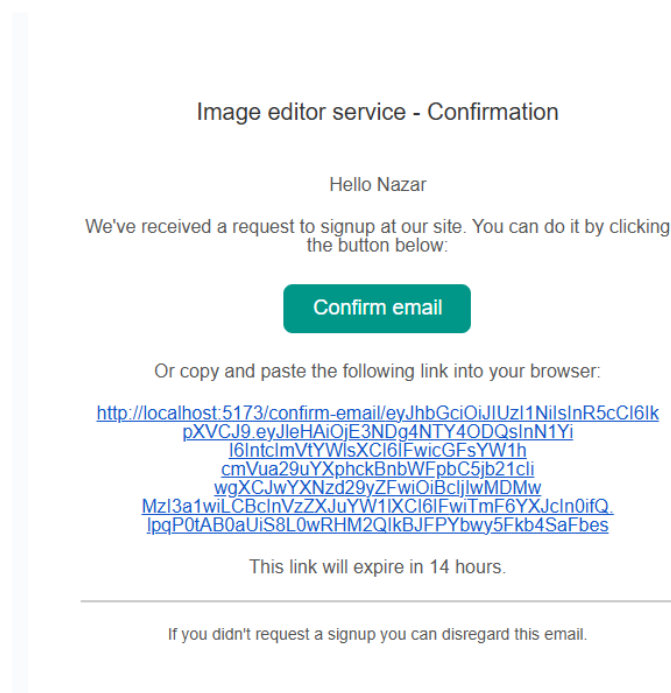 Image editor service - Confirmation
Hello Nazar
We've received a request to signup at our site. You can do it by clicking
the button below:
Confirm email
Or copy and paste the following link into your browser:
http://localhost:5173/confirm-email/eyJhbGciOiJIUzI1NiIsInR5cCI6Ik
pXVCJ9.eyJleHAiOjE3NDg4NTY4ODQsInN1Yi
I6IntcImVtYWlsXCI6IFwicGFsYW1h
cmVua29uYXphckBnbWFpbC5jb21cIi
wgXCJwYXNzd29yZFwiOiBcIjIwMDMw
MzI3a1wiLCBcInVzZXJuYW1lXCI6IFwiTmF6YXJcIn0ifQ.
lpqP0tAB0aUiS8L0wRHM2QlkBJFPYbwy5Fkb4SaFbes
This link will expire in 14 hours.
If you didn't request a signup you can disregard this email.